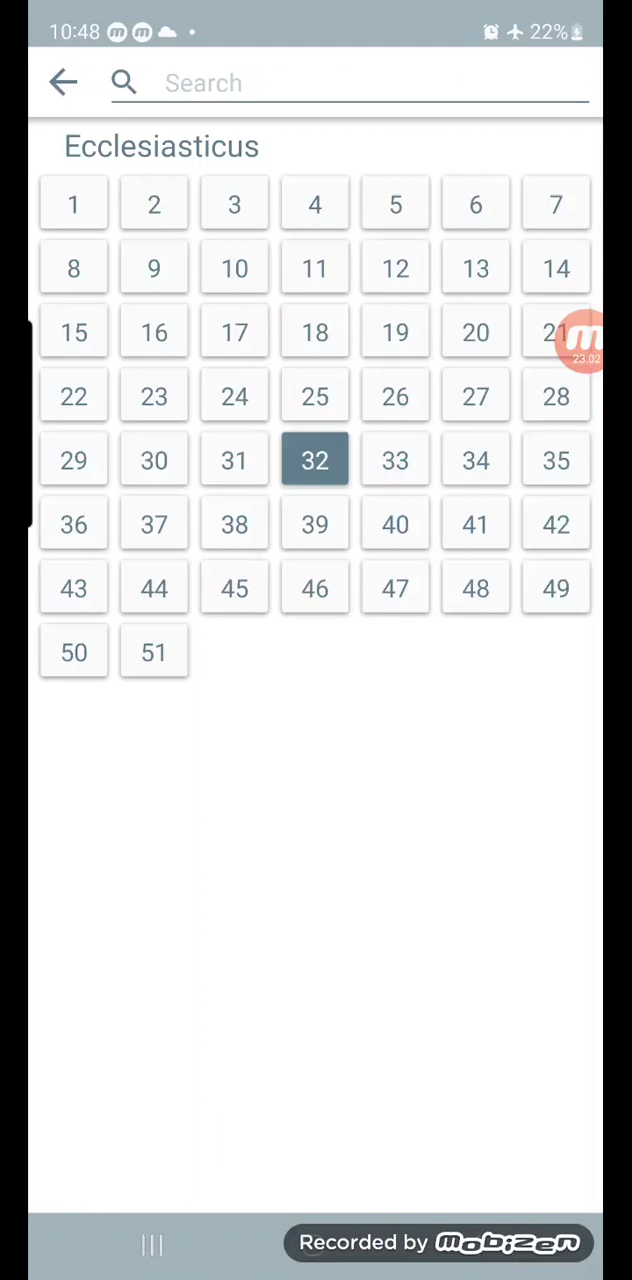 10:48 22%
Search
Ecclesiasticus
1 2 3 4 5 6 7
8 9 10 11 12 13 14
15 16 17 18 19 20 21
23:02
22 23 24 25 26 27 28
29 30 31 32 33 34 35
36 37 38 39 40 41 42
43 44 45 46 47 48 49
50 51
Recorded by mobizen